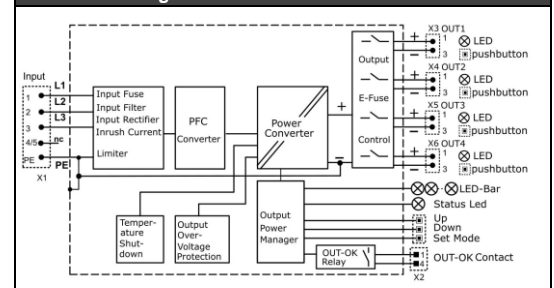 Input
1
L1
2
L2
3
L3
4/5
nc
PE
PE
X1
Input Fuse
Input Filter
Input Rectifier
Inrush Current
Limiter
PFC
Converter
Power
Converter
+
=
Output
E-Fuse
Control
X3 OUT1
+
1
LED
3
pushbutton
X4 OUT2
+
1
LED
3
pushbutton
X5 OUT3
+
1
LED
3
pushbutton
X6 OUT4
+
1
LED
3
pushbutton
LED-Bar
Status Led
Up
Down
Set Mode
Temper-
ature
Shut-
down
Output
Over-
Voltage
Protection
Output
Power
Manager
OUT-OK
Relay
1
4
OUT-OK Contact
X2